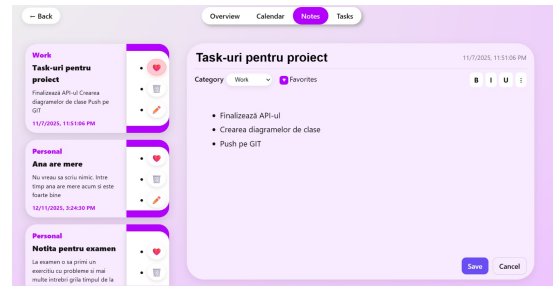 ← Back
Overview Calendar Notes Tasks
Work
Task-uri pentru
proiect
Finalizează API-ul Crearea
diagramelor de clase Push pe
GIT
11/7/2025, 11:51:06 PM
Personal
Ana are mere
Nu vreau sa scriu nimic. Intre
timp ana are mere acum si este
foarte bine
12/11/2025, 3:24:30 PM
Personal
Notita pentru examen
La examen o sa primi un
exercitiu cu probleme si mai
multe intrebri grila timpul de la
Task-uri pentru proiect
11/7/2025, 11:51:06 PM
Category Work Favorites
B I U
Finalizează API-ul
Crearea diagramelor de clase
Push pe GIT
Save Cancel